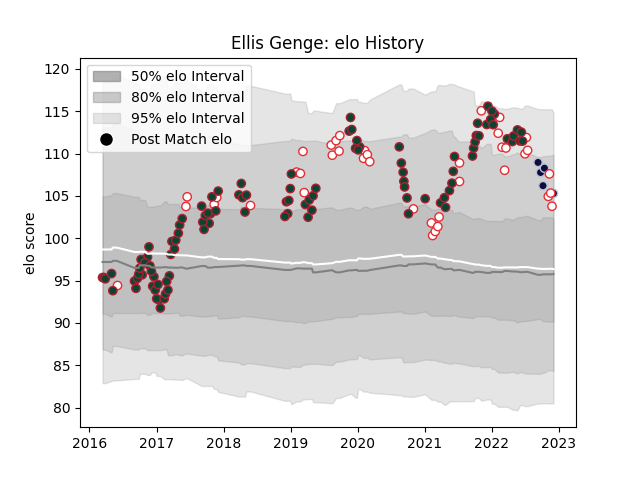 Ellis Genge: elo History
50% elo Interval
80% elo Interval
95% elo Interval
Post Match elo
elo score
120
115
110
105
100
95
90
85
80
2016 2017 2018 2019 2020 2021 2022 2023